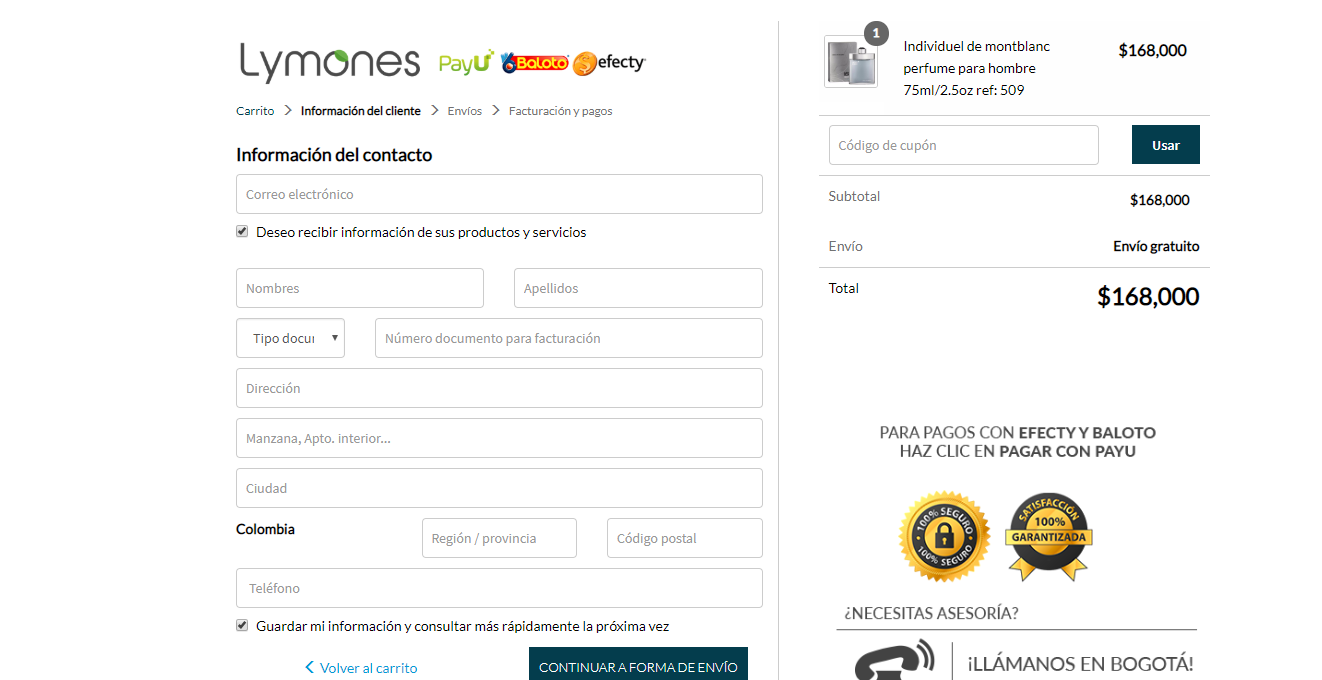 Lymones PayU Baloto efecty
Carrito > Información del cliente > Envíos > Facturación y pagos
Información del contacto
Correo electrónico
Deseo recibir información de sus productos y servicios
Nombres
Apellidos
Tipo docur
Número documento para facturación
Dirección
Manzana, Apto. interior...
Ciudad
Colombia
Región / provincia
Código postal
Teléfono
Guardar mi información y consultar más rápidamente la próxima vez
Volver al carrito
CONTINUAR A FORMA DE ENVÍO
1
Individuel de montblanc
perfume para hombre
75ml/2.5oz ref: 509
$168,000
Código de cupón
Usar
Subtotal
$168,000
Envío
Envío gratuito
Total
$168,000
PARA PAGOS CON EFECTY Y BALOTO
HAZ CLIC EN PAGAR CON PAYU
100% SEGURO
100% SEGURO
SATISFACCIÓN
100%
GARANTIZADA
¿NECESITAS ASESORÍA?
¡LLÁMANOS EN BOGOTÁ!